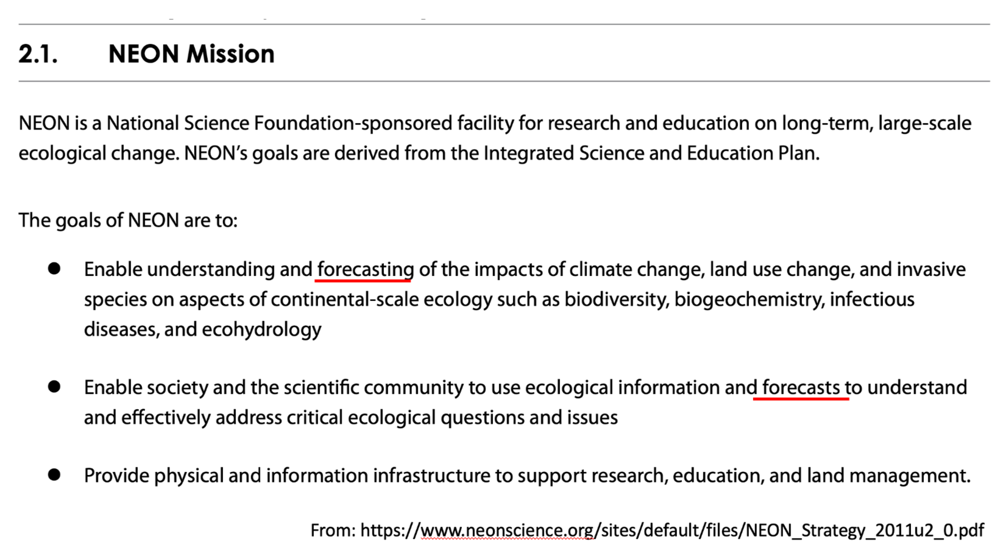 2.1. NEON Mission
NEON is a National Science Foundation-sponsored facility for research and education on long-term, large-scale
ecological change. NEON’s goals are derived from the Integrated Science and Education Plan.
The goals of NEON are to:
● Enable understanding and forecasting of the impacts of climate change, land use change, and invasive
species on aspects of continental-scale ecology such as biodiversity, biogeochemistry, infectious
diseases, and ecohydrology
● Enable society and the scientific community to use ecological information and forecasts to understand
and effectively address critical ecological questions and issues
● Provide physical and information infrastructure to support research, education, and land management.
From: https://www.neonscience.org/sites/default/files/NEON_Strategy_2011u2_0.pdf